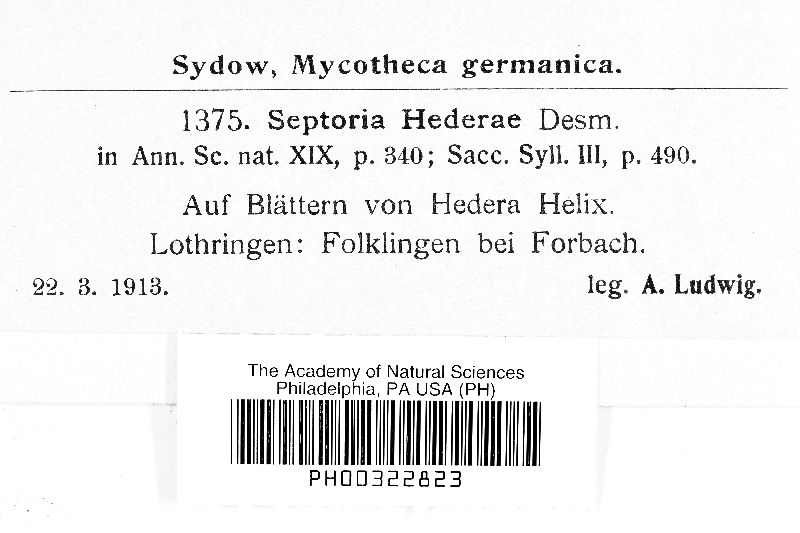 Sydow, Mycotheca germanica.
1375. Septoria Hederae Desm.
in Ann. Sc. nat. XIX, p. 340; Sacc. Syll. III, p. 490.
Auf Blättern von Hedera Helix.
Lothringen: Folklingen bei Forbach.
22. 3. 1913. leg. A. Ludwig.
The Academy of Natural Sciences
Philadelphia, PA USA (PH)
PH00322823